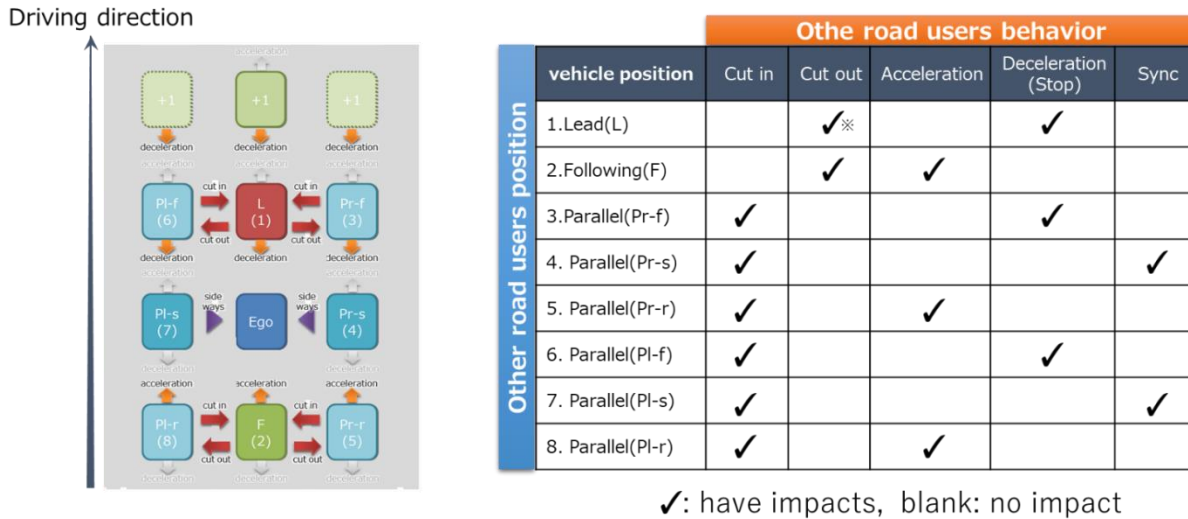 Driving direction
acceleration
+1 +1 +1
deceleration deceleration deceleration
acceleration acceleration acceleration
cut in cut in
Pl-f L Pr-f
(6) (1) (3)
cut out cut out
deceleration deceleration deceleration
acceleration acceleration
side side
ways ways
Pl-s Ego Pr-s
(7) (4)
deceleration deceleration
acceleration acceleration acceleration
cut in cut in
Pl-r F Pr-r
(8) (2) (5)
cut out cut out
deceleration deceleration deceleration
Othe road users behavior
Other road users position
vehicle position Cut in Cut out Acceleration Deceleration (Stop) Sync
1.Lead(L) ✓※ ✓
2.Following(F) ✓ ✓
3.Parallel(Pr-f) ✓ ✓
4. Parallel(Pr-s) ✓ ✓
5. Parallel(Pr-r) ✓ ✓
6. Parallel(Pl-f) ✓ ✓
7. Parallel(Pl-s) ✓ ✓
8. Parallel(Pl-r) ✓ ✓
✓: have impacts, blank: no impact